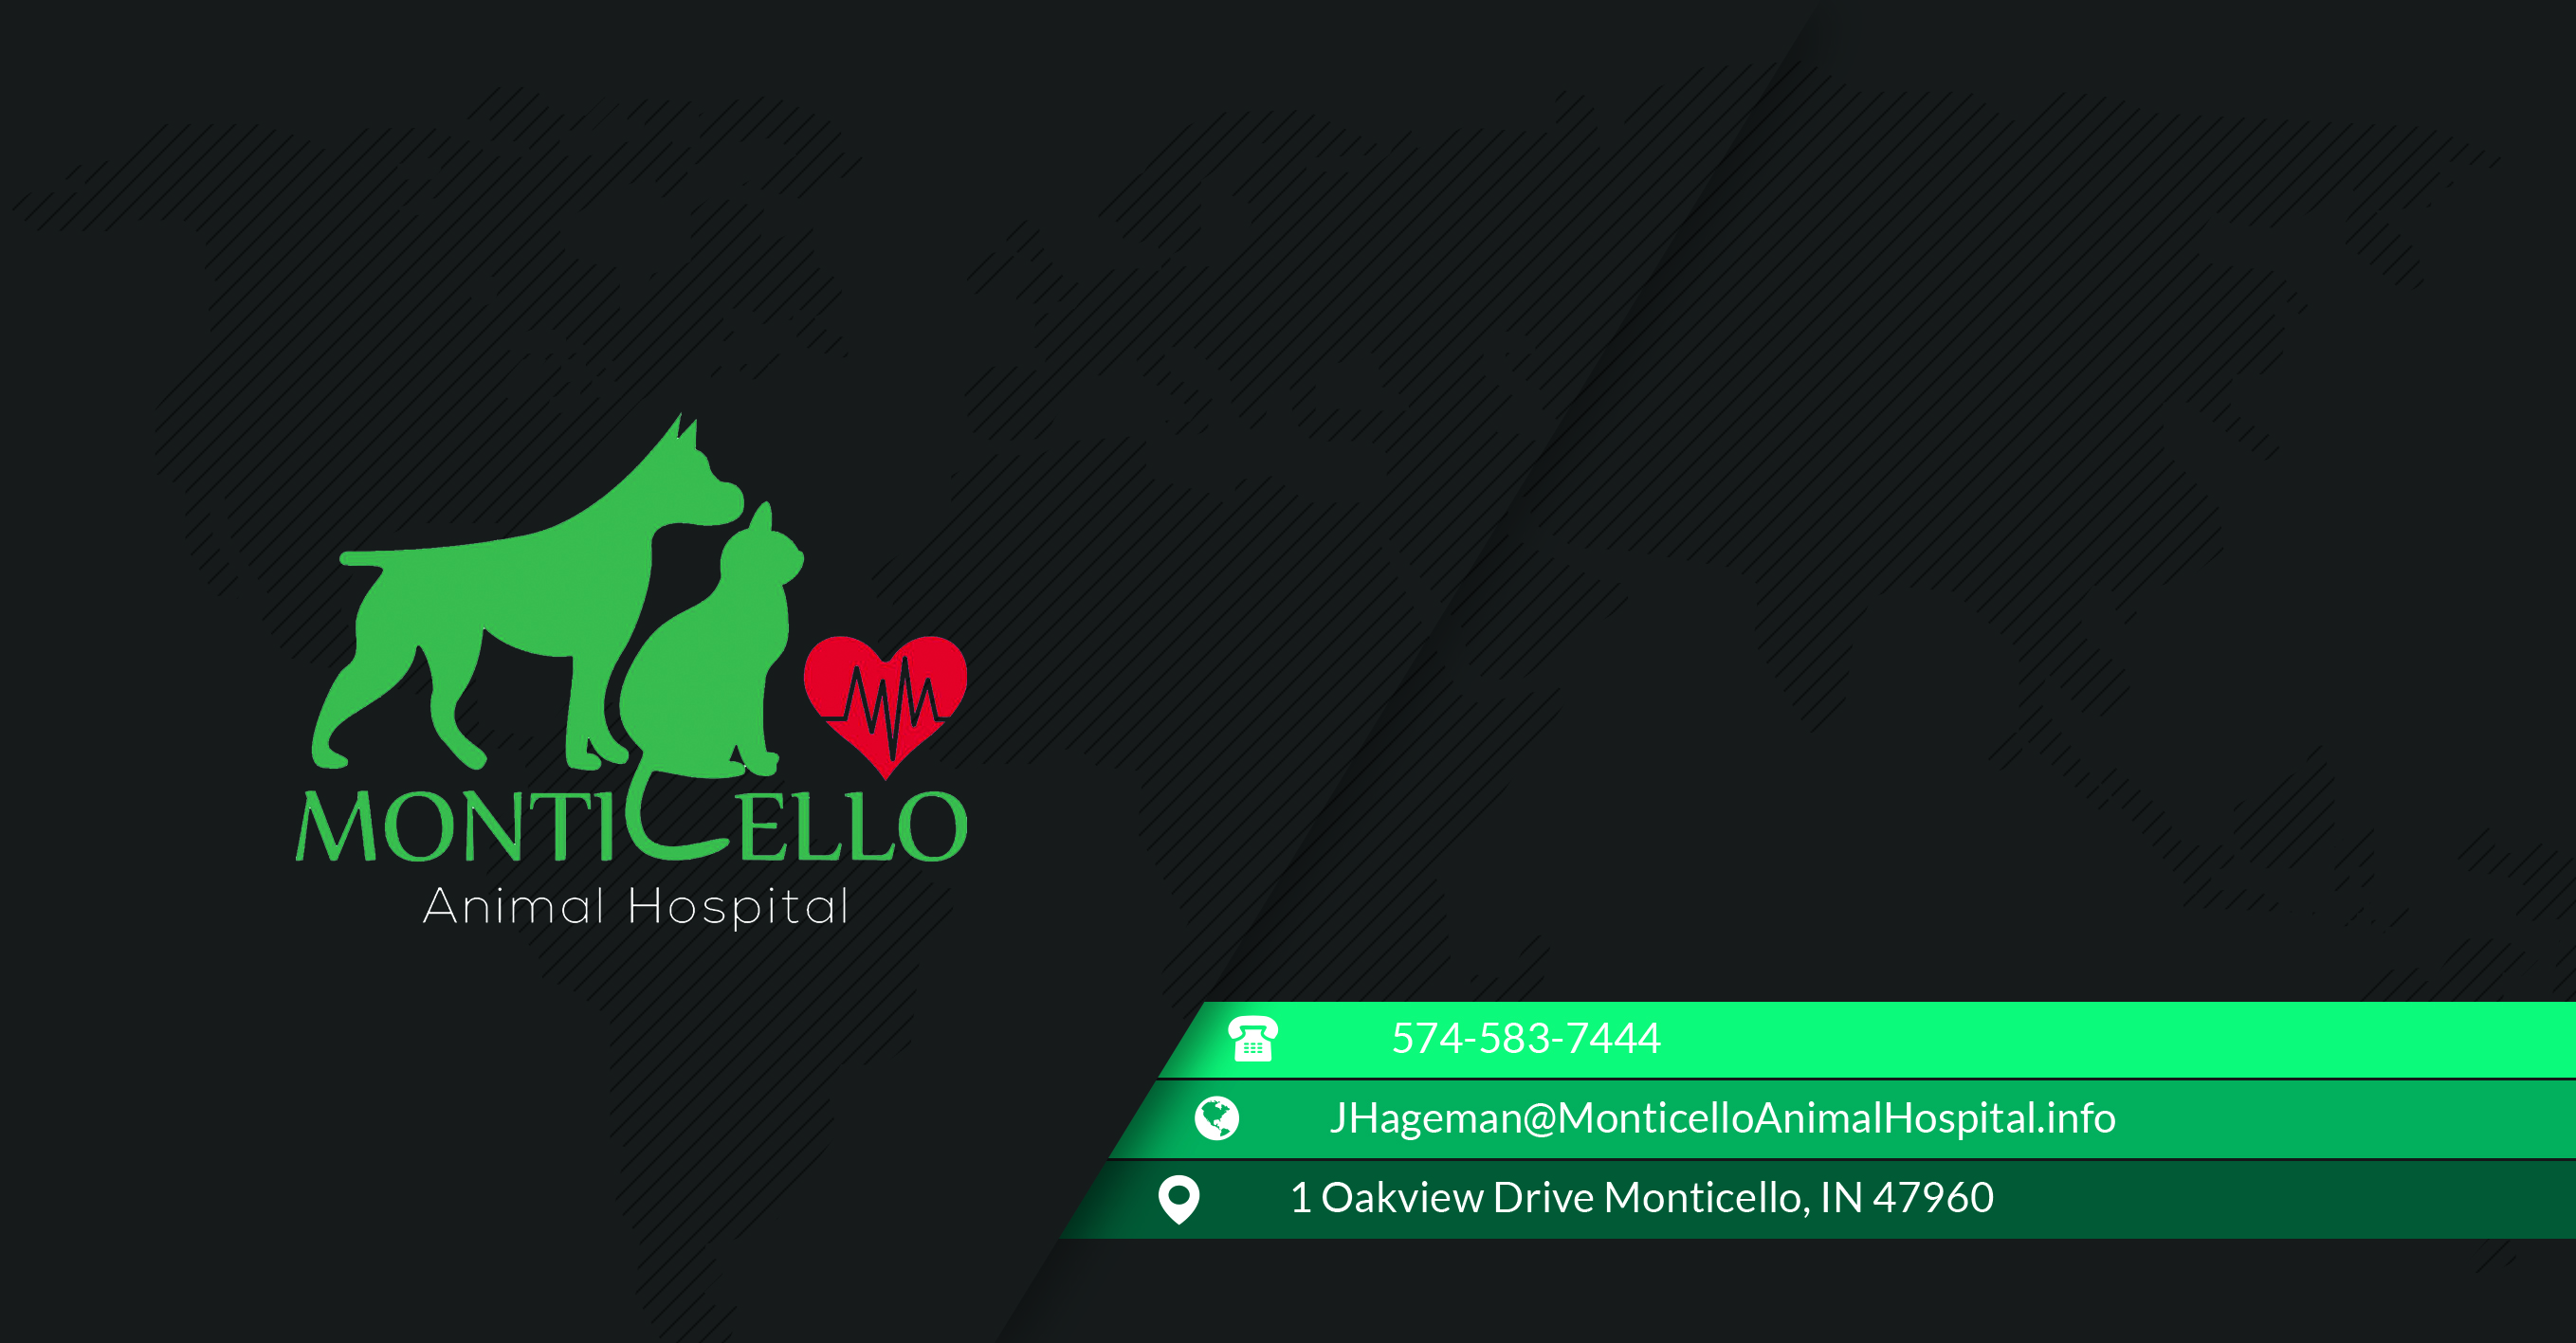 MONTICELLO
Animal Hospital
574-583-7444
JHageman@MonticelloAnimalHospital.info
1 Oakview Drive Monticello, IN 47960